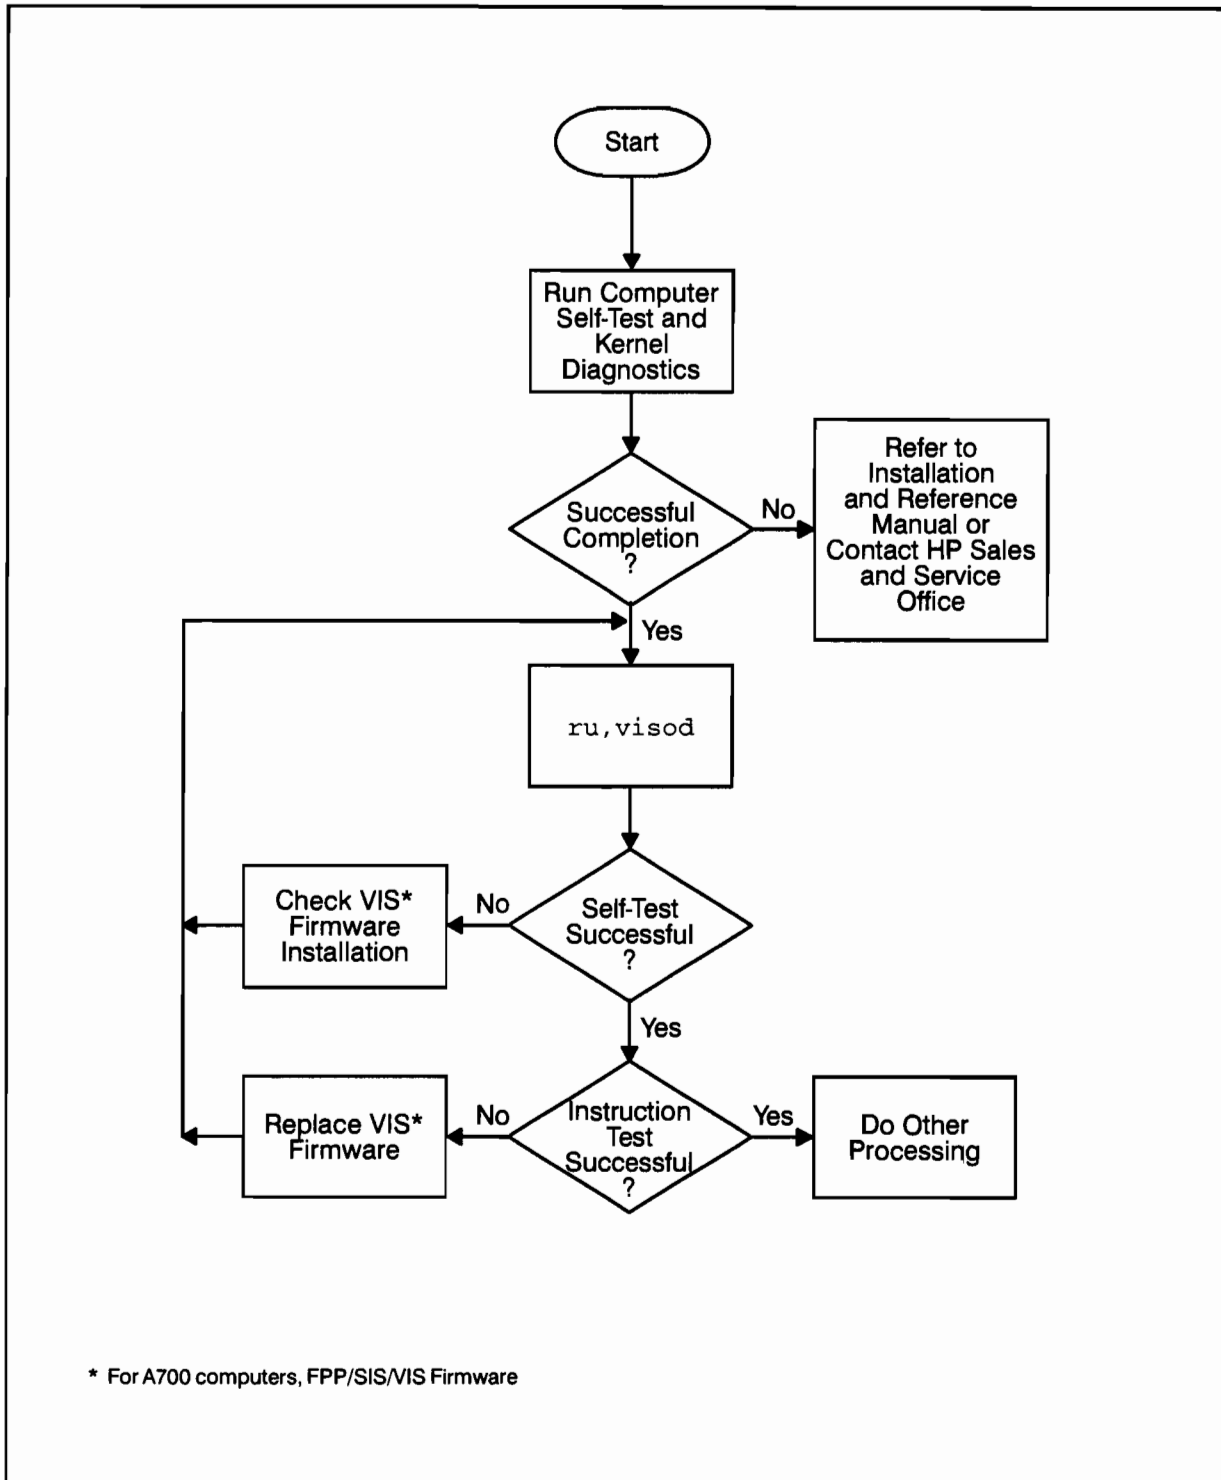 Start
Run Computer
Self-Test and
Kernel
Diagnostics
Successful
Completion
?
No
Refer to
Installation
and Reference
Manual or
Contact HP Sales
and Service
Office
Yes
ru,visod
Self-Test
Successful
?
No
Check VIS*
Firmware
Installation
Yes
Instruction
Test
Successful
?
No
Replace VIS*
Firmware
Yes
Do Other
Processing
* For A700 computers, FPP/SIS/VIS Firmware